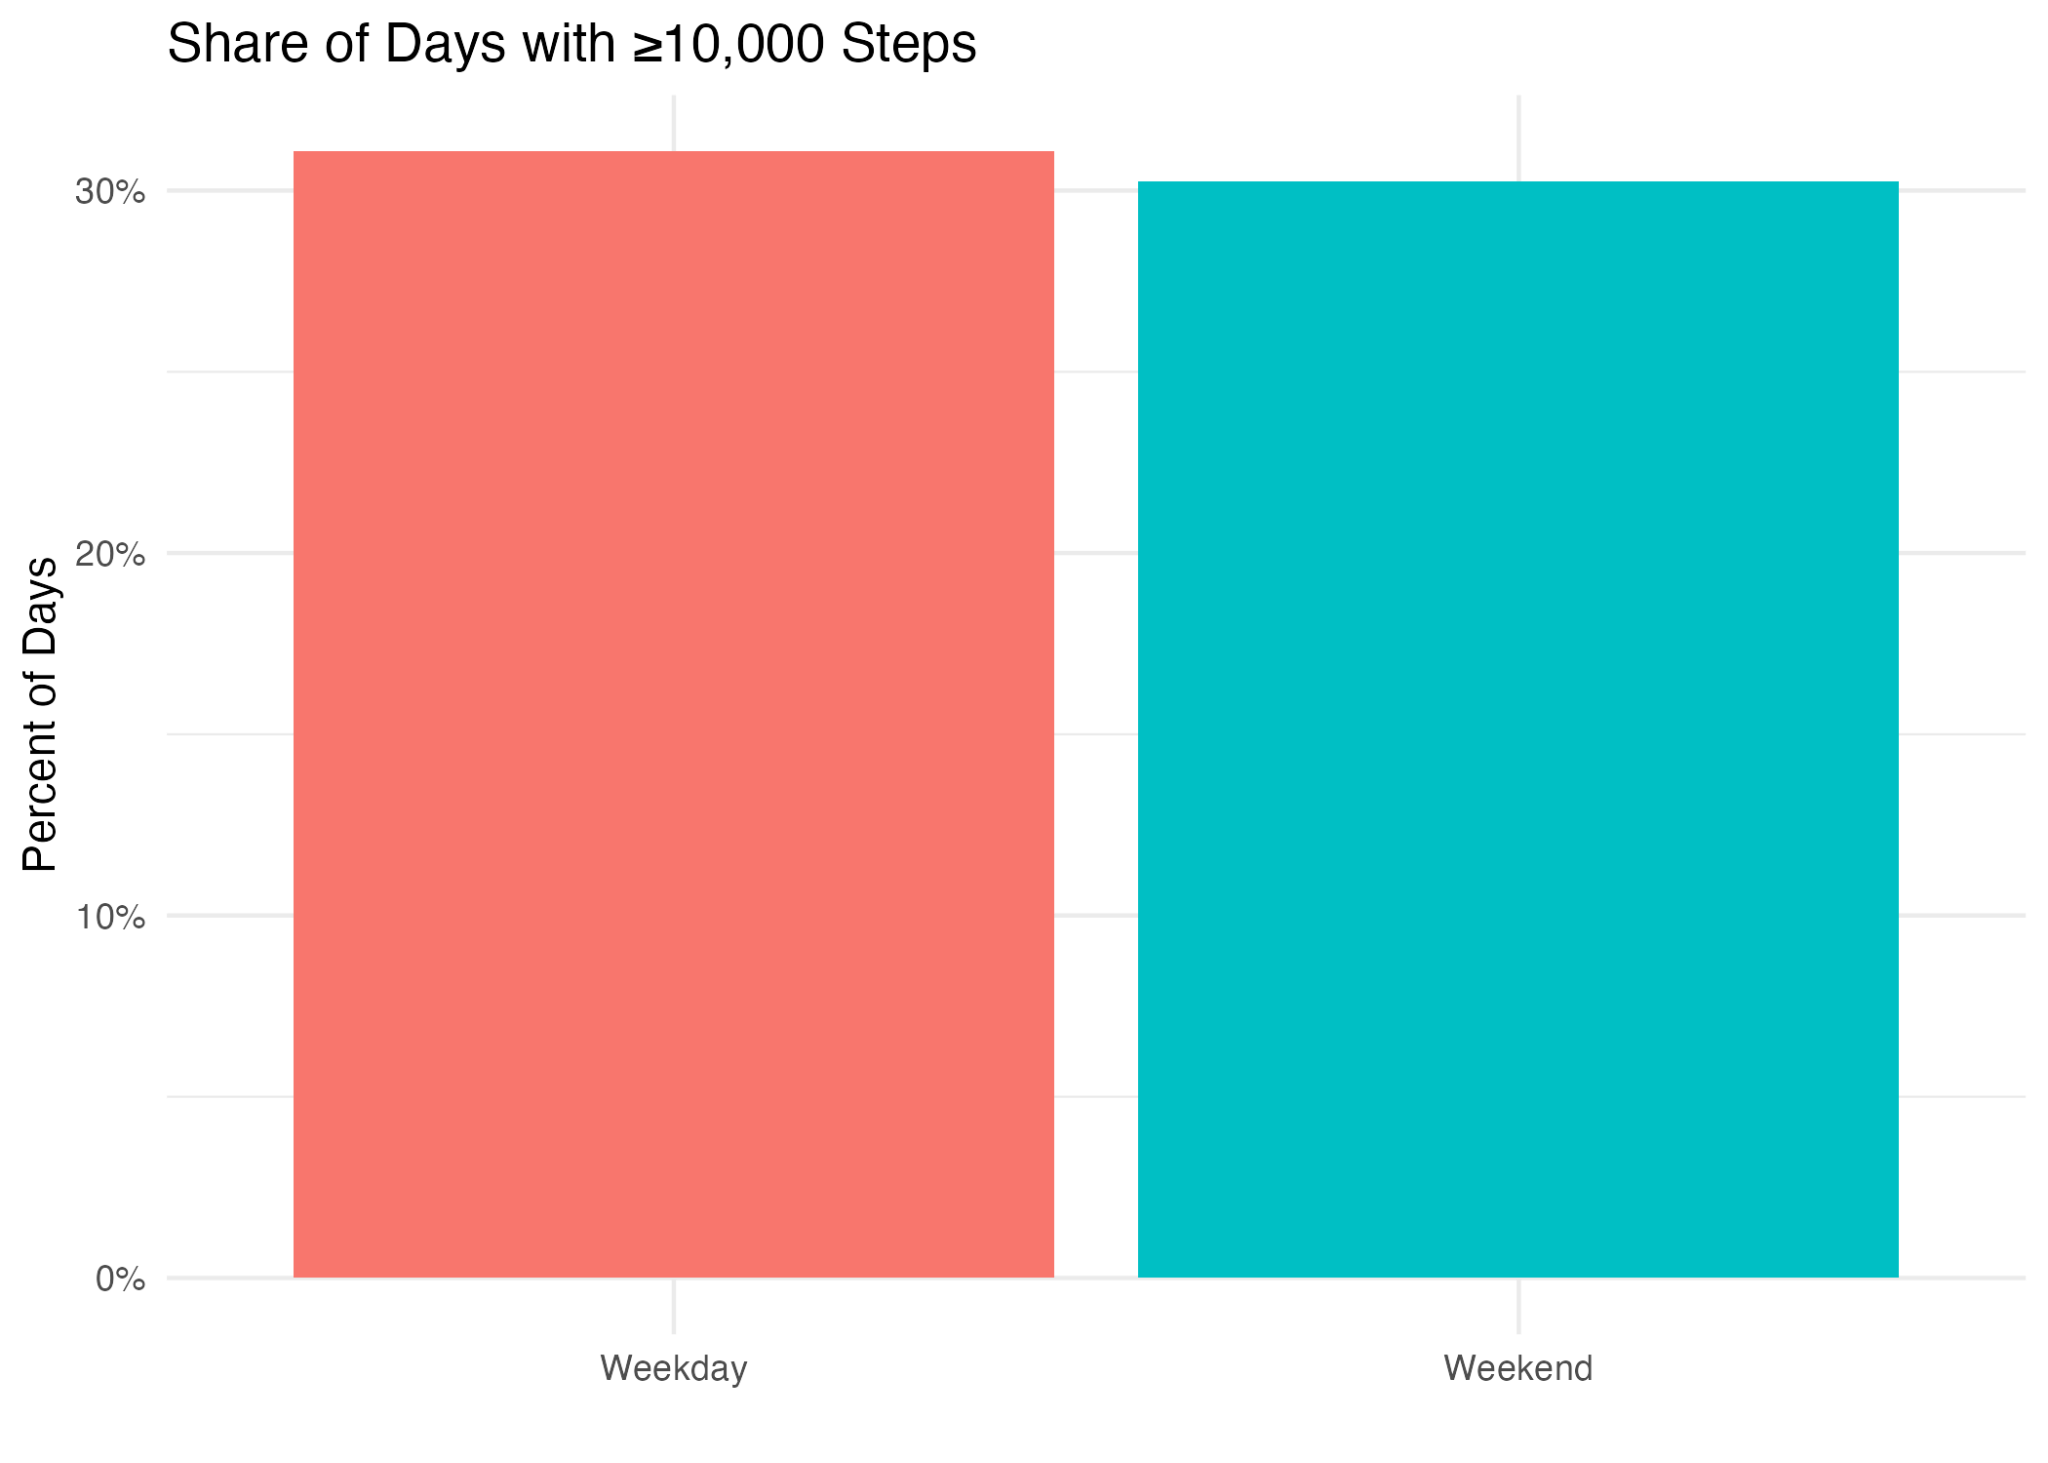 Share of Days with ≥10,000 Steps
Percent of Days
30%
20%
10%
0%
Weekday
Weekend